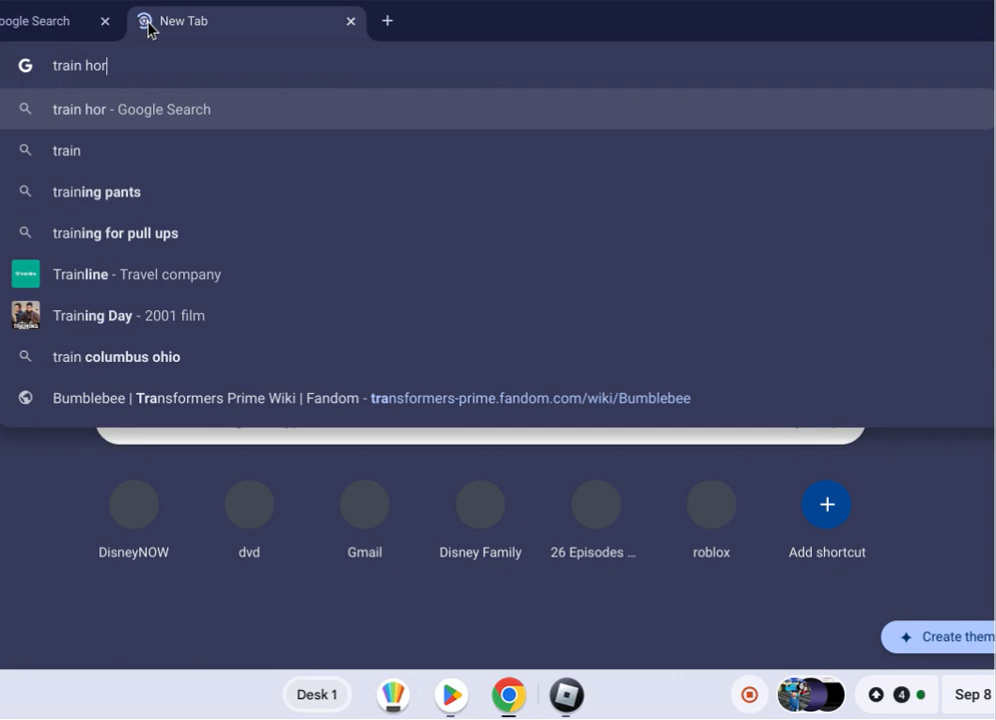 oogle Search
New Tab
train hor
train hor - Google Search
train
training pants
training for pull ups
Trainline - Travel company
Training Day - 2001 film
train columbus ohio
Bumblebee | Transformers Prime Wiki | Fandom - transformers-prime.fandom.com/wiki/Bumblebee
DisneyNOW
dvd
Gmail
Disney Family
26 Episodes ...
roblox
Add shortcut
Create them
Desk 1
4
Sep 8